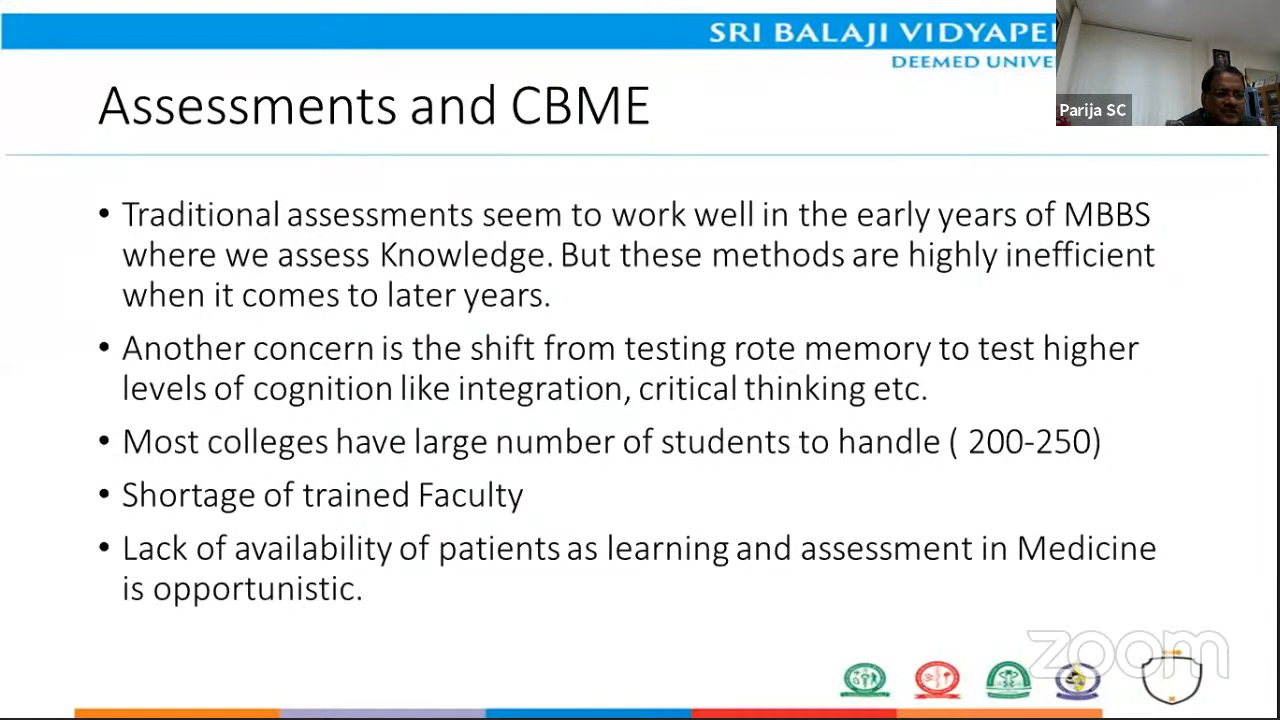 SRI BALAJI VIDYAPE
DEEMED UNIVE
Parija SC
Assessments and CBME
• Traditional assessments seem to work well in the early years of MBBS
where we assess Knowledge. But these methods are highly inefficient
when it comes to later years.
• Another concern is the shift from testing rote memory to test higher
levels of cognition like integration, critical thinking etc.
• Most colleges have large number of students to handle ( 200-250)
• Shortage of trained Faculty
• Lack of availability of patients as learning and assessment in Medicine
is opportunistic.
zoom